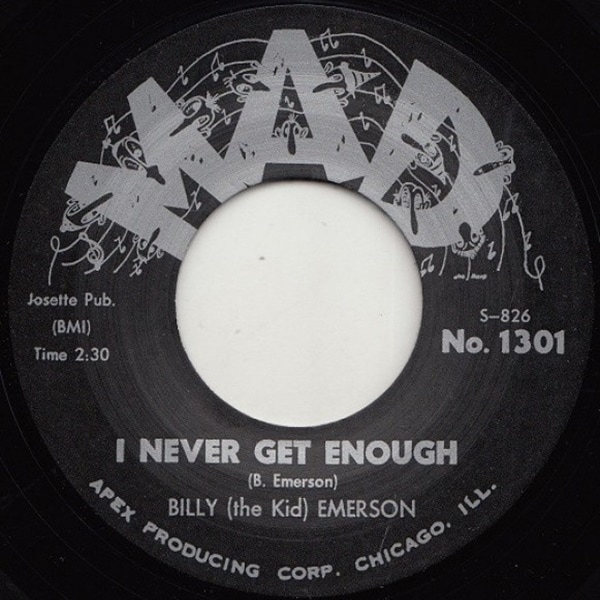 MAD
Josette Pub.
(BMI)
Time 2:30
S-826
No. 1301
I NEVER GET ENOUGH
(B. Emerson)
BILLY (the Kid) EMERSON
APEX PRODUCING CORP. CHICAGO, ILL.